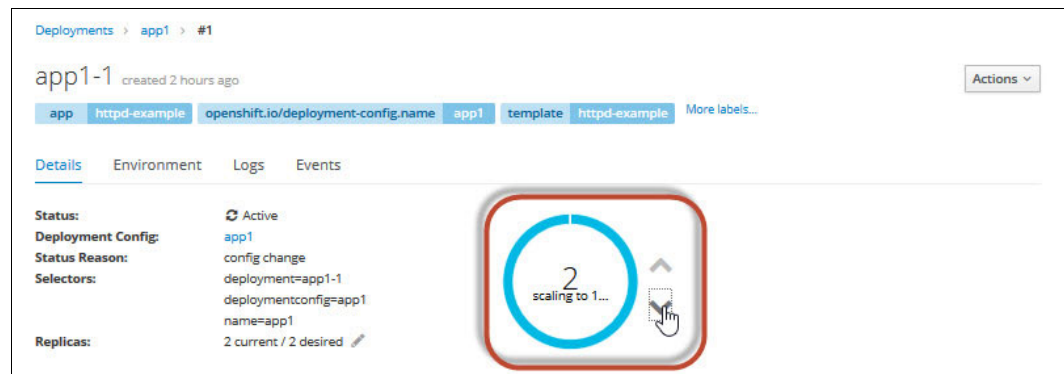 Deployments > app1 > #1
app1-1 created 2 hours ago
Actions
app httpd-example openshift.io/deployment-config.name app1 template httpd-example More labels...
Details Environment Logs Events
Status: Active
Deployment Config: app1
Status Reason: config change
Selectors: deployment=app1-1
deploymentconfig=app1
name=app1
Replicas: 2 current / 2 desired
2
scaling to 1...